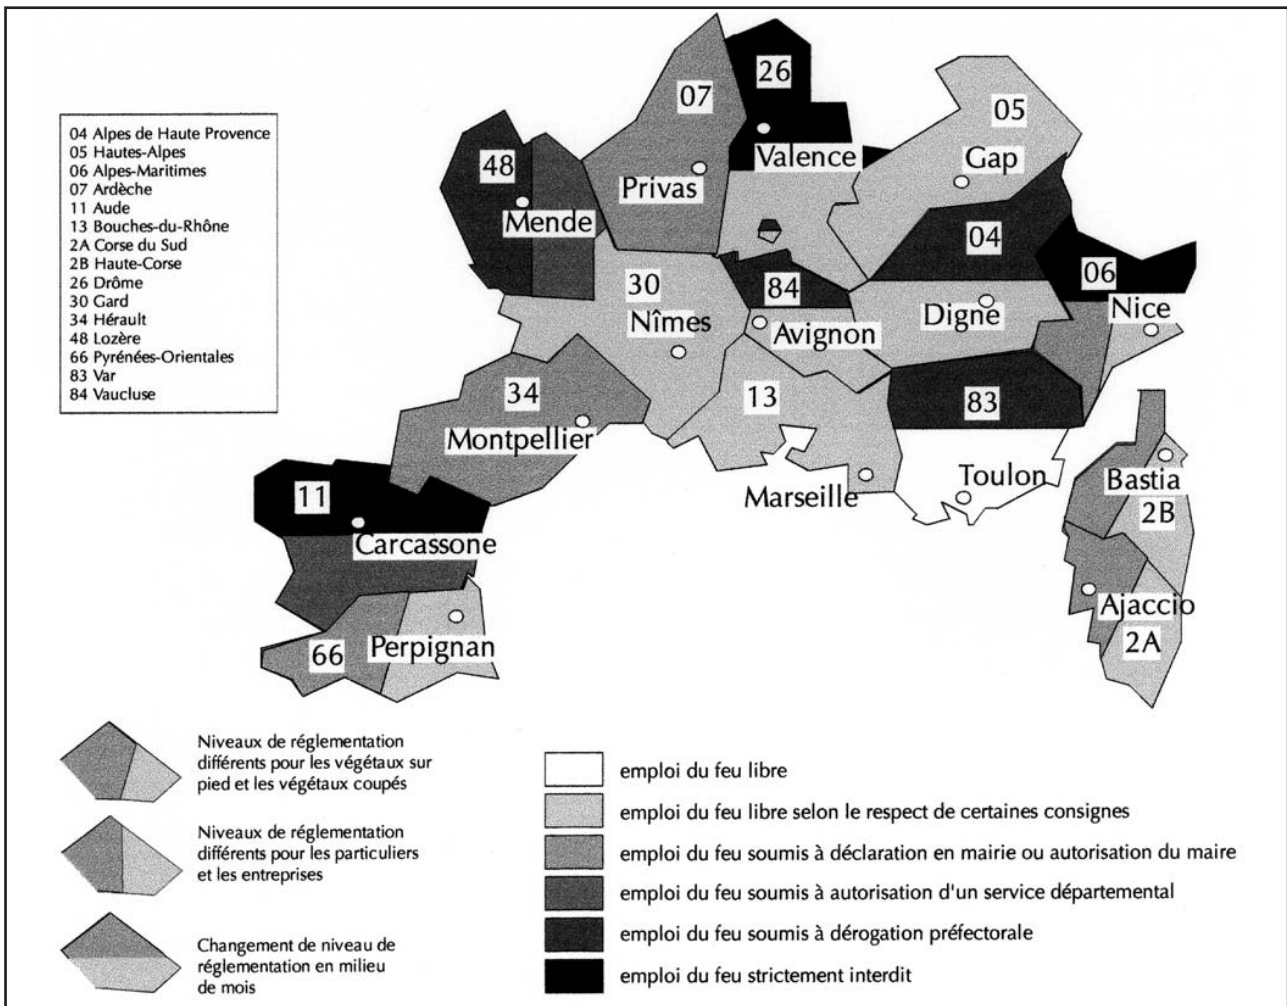 04 Alpes de Haute Provence
05 Hautes-Alpes
06 Alpes-Maritimes
07 Ardèche
11 Aude
13 Bouches-du-Rhône
2A Corse du Sud
2B Haute-Corse
26 Drôme
30 Gard
34 Hérault
48 Lozère
66 Pyrénées-Orientales
83 Var
84 Vaucluse
26
07
05
Valence
Gap
48
Privas
Mende
04
06
30
84
Nîmes
Avignon
Digne
Nice
34
13
83
Montpellier
Marseille
Toulon
Bastia
11
2B
Carcassone
Ajaccio
66
Perpignan
2A
Niveaux de réglementation
différents pour les végétaux sur
pied et les végétaux coupés
Niveaux de réglementation
différents pour les particuliers
et les entreprises
Changement de niveau de
réglementation en milieu
de mois
emploi du feu libre
emploi du feu libre selon le respect de certaines consignes
emploi du feu soumis à déclaration en mairie ou autorisation du maire
emploi du feu soumis à autorisation d'un service départemental
emploi du feu soumis à dérogation préfectorale
emploi du feu strictement interdit